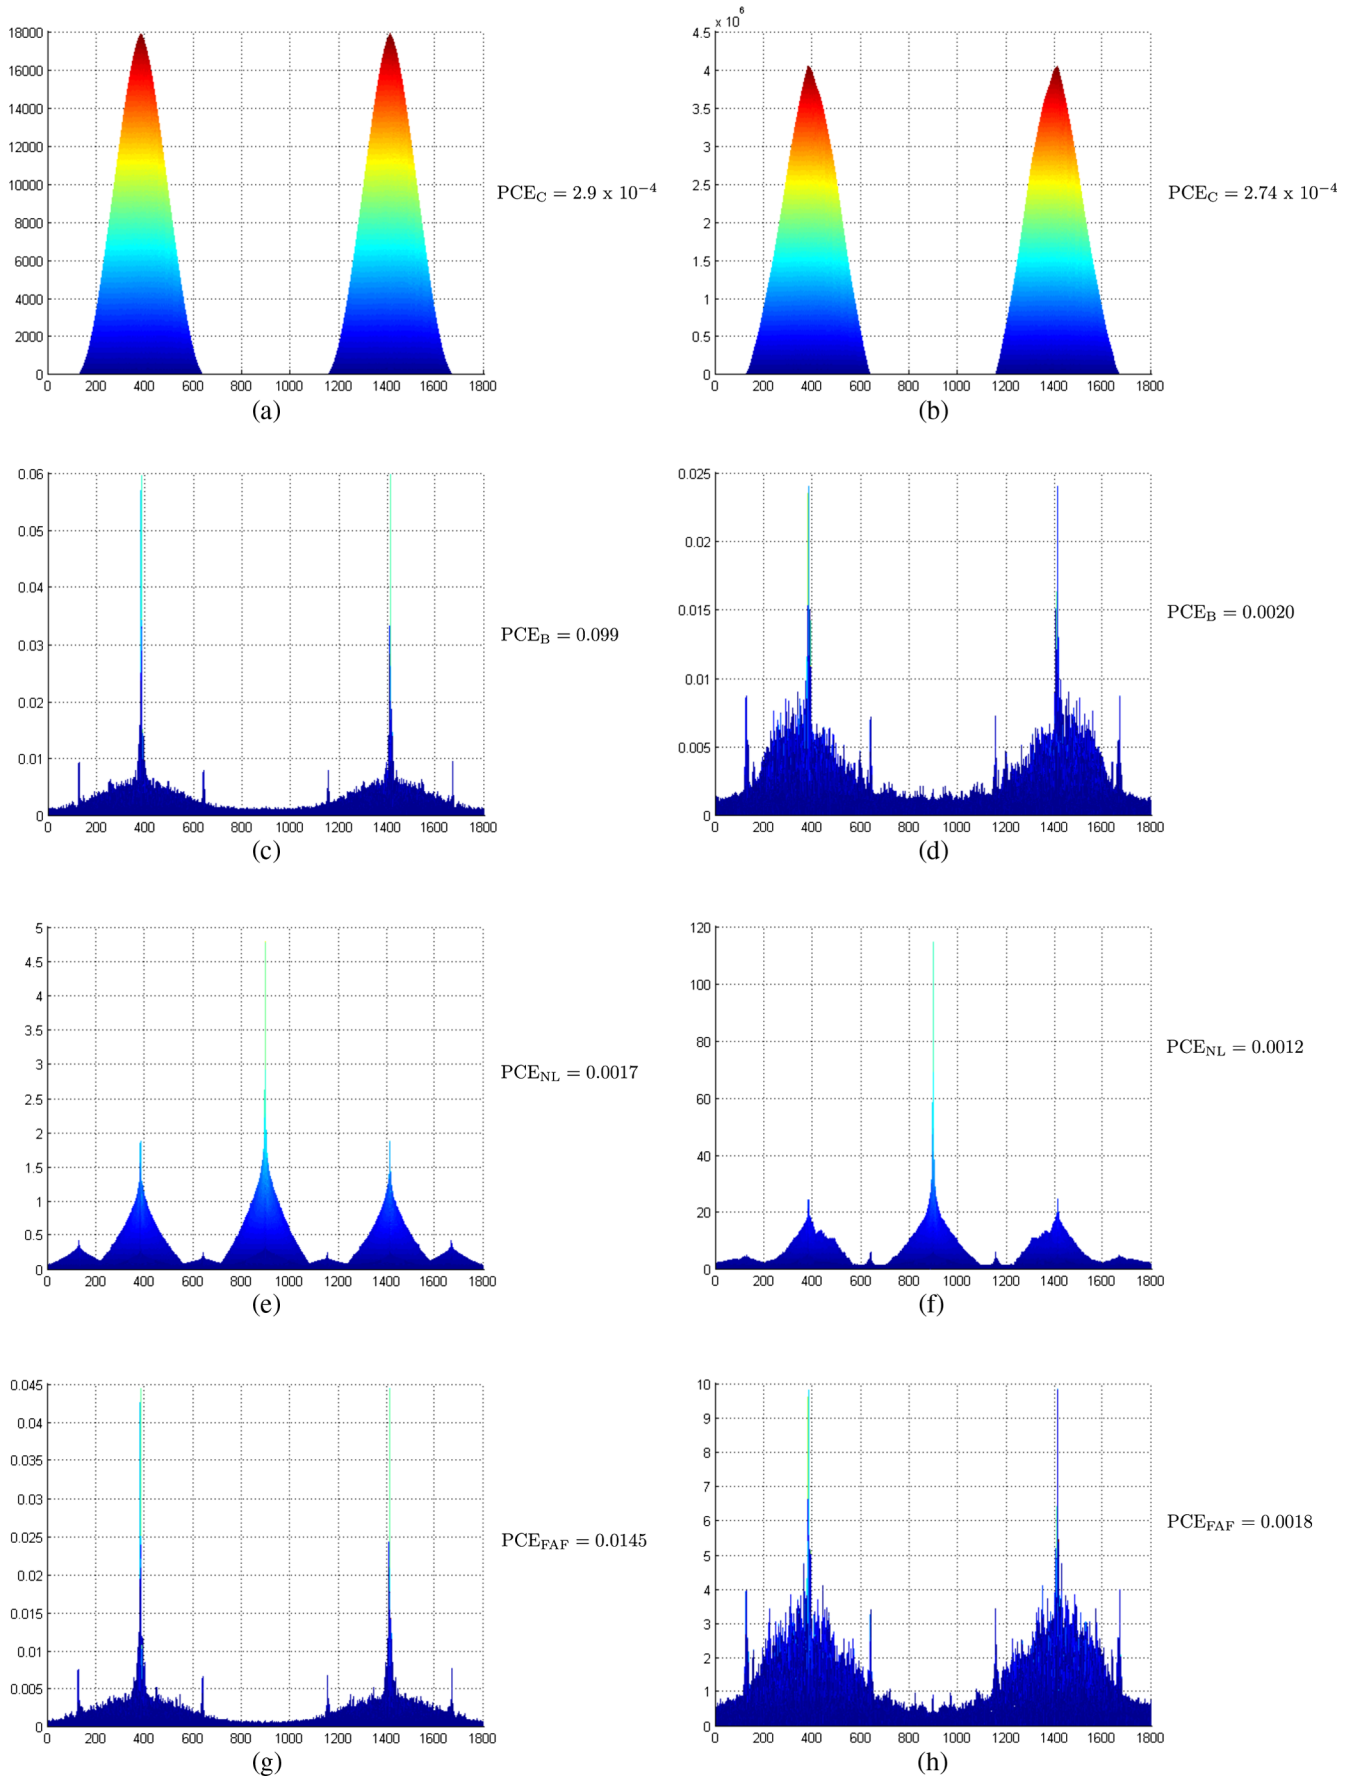 18000
16000
14000
12000
10000
8000
6000
4000
2000
0
0 200 400 600 800 1000 1200 1400 1600 1800
PCE_C = 2.9 x 10^−4
(a)
x 10^6
4.5
4
3.5
3
2.5
2
1.5
1
0.5
0
0 200 400 600 800 1000 1200 1400 1600 1800
PCE_C = 2.74 x 10^−4
(b)
0.06
0.05
0.04
0.03
0.02
0.01
0
0 200 400 600 800 1000 1200 1400 1600 1800
PCE_B = 0.099
(c)
0.025
0.02
0.015
0.01
0.005
0
0 200 400 600 800 1000 1200 1400 1600 1800
PCE_B = 0.0020
(d)
5
4.5
4
3.5
3
2.5
2
1.5
1
0.5
0
0 200 400 600 800 1000 1200 1400 1600 1800
PCE_NL = 0.0017
(e)
120
100
80
60
40
20
0
0 200 400 600 800 1000 1200 1400 1600 1800
PCE_NL = 0.0012
(f)
0.045
0.04
0.035
0.03
0.025
0.02
0.015
0.01
0.005
0
0 200 400 600 800 1000 1200 1400 1600 1800
PCE_FAF = 0.0145
(g)
10
9
8
7
6
5
4
3
2
1
0
0 200 400 600 800 1000 1200 1400 1600 1800
PCE_FAF = 0.0018
(h)